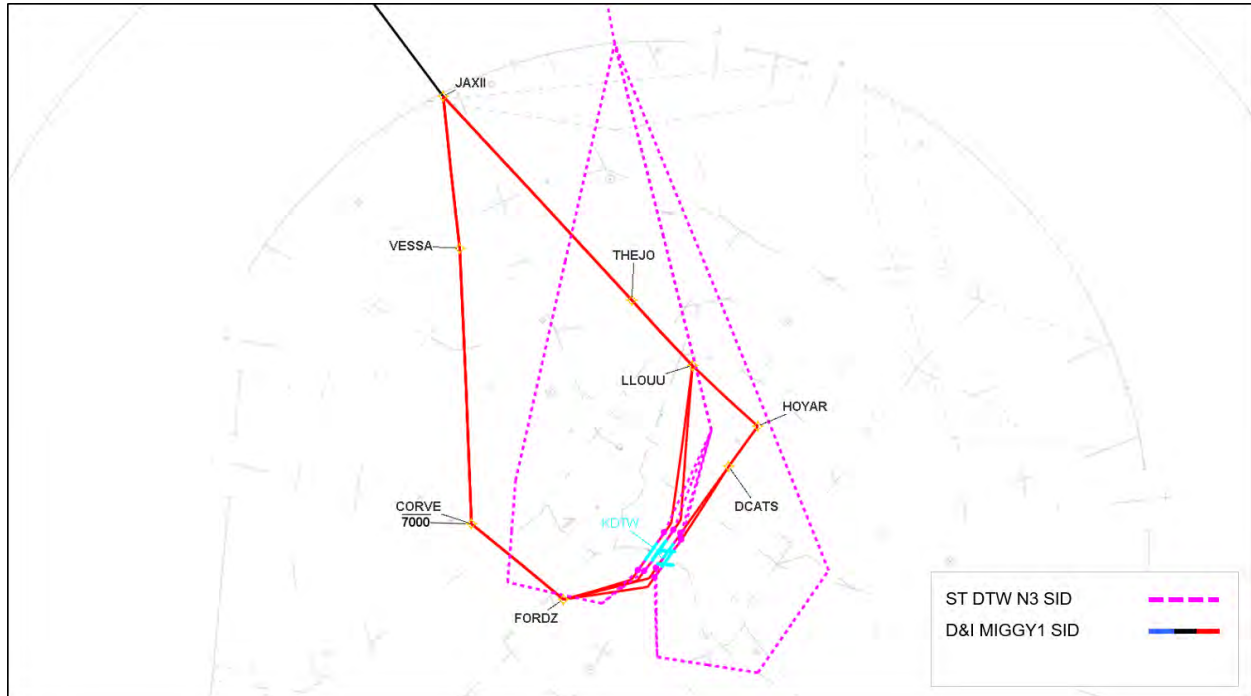 JAXII
VESSA
THEJO
LLOUU
HOYAR
DCATS
CORVE
7000
KDTW
FORDZ
ST DTW N3 SID
D&I MIGGY1 SID